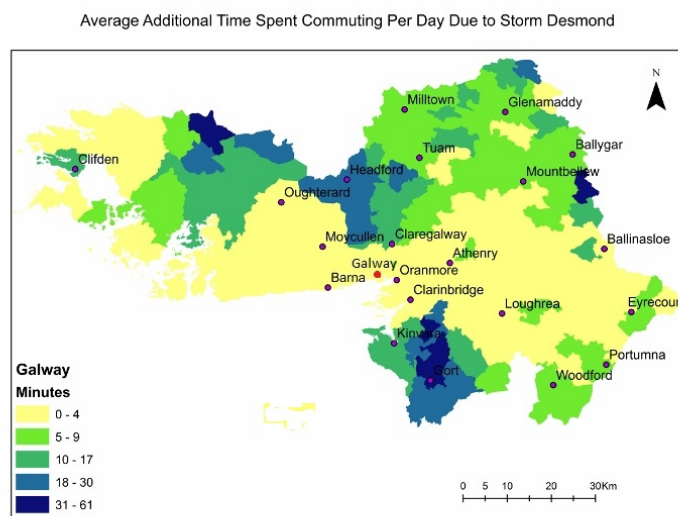 Average Additional Time Spent Commuting Per Day Due to Storm Desmond
N
Milltown
Glenamaddy
Clifden
Tuam
Ballygar
Headford
Mountbellew
Oughterard
Moycullen
Claregalway
Ballinasloe
Galway
Athenry
Barna
Oranmore
Clarinbridge
Loughrea
Eyrecour
Kinvara
Gort
Portumna
Woodford
Galway
Minutes
0 - 4
5 - 9
10 - 17
18 - 30
31 - 61
0 5 10 20 30Km